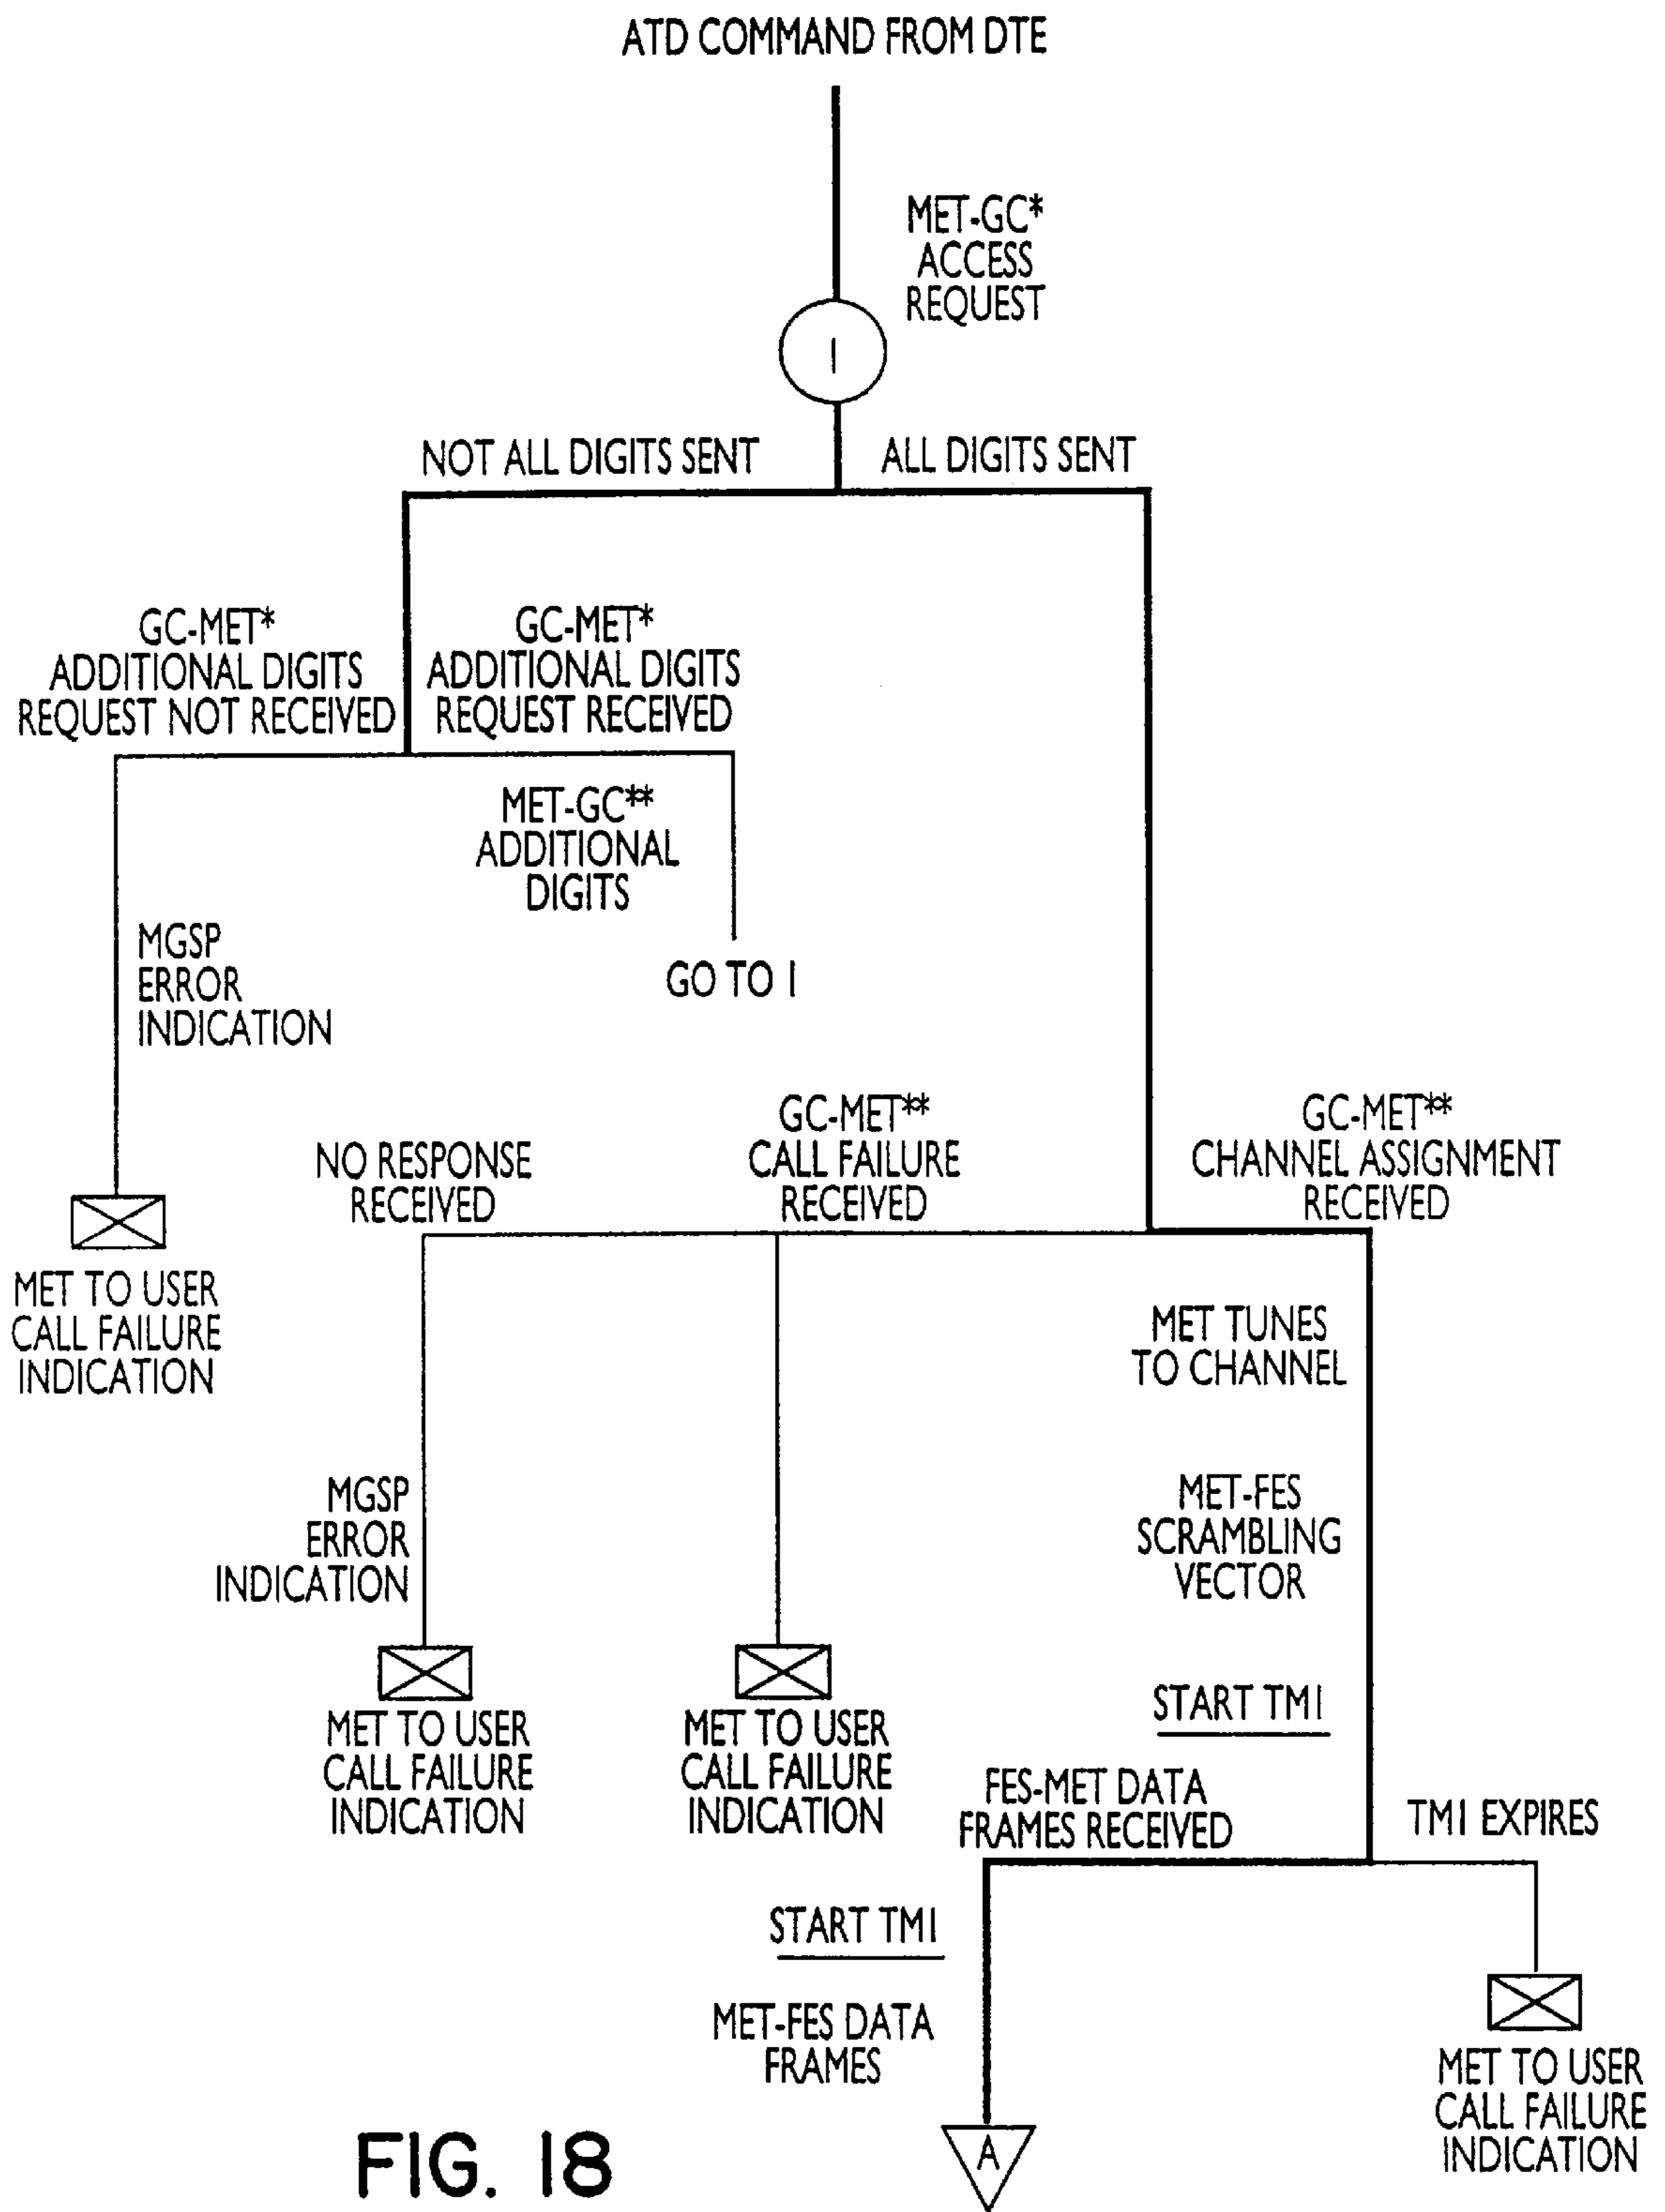 ATD COMMAND FROM DTE
MET-GC*
ACCESS
REQUEST
1
NOT ALL DIGITS SENT
ALL DIGITS SENT
GC-MET*
ADDITIONAL DIGITS
REQUEST NOT RECEIVED
GC-MET*
ADDITIONAL DIGITS
REQUEST RECEIVED
MET-GC**
ADDITIONAL
DIGITS
GO TO 1
MGSP
ERROR
INDICATION
MET TO USER
CALL FAILURE
INDICATION
NO RESPONSE
RECEIVED
GC-MET**
CALL FAILURE
RECEIVED
GC-MET**
CHANNEL ASSIGNMENT
RECEIVED
MET TUNES
TO CHANNEL
MGSP
ERROR
INDICATION
MET-FES
SCRAMBLING
VECTOR
MET TO USER
CALL FAILURE
INDICATION
MET TO USER
CALL FAILURE
INDICATION
START TM1
FES-MET DATA
FRAMES RECEIVED
TM1 EXPIRES
START TM1
MET-FES DATA
FRAMES
MET TO USER
CALL FAILURE
INDICATION
A
FIG. 18